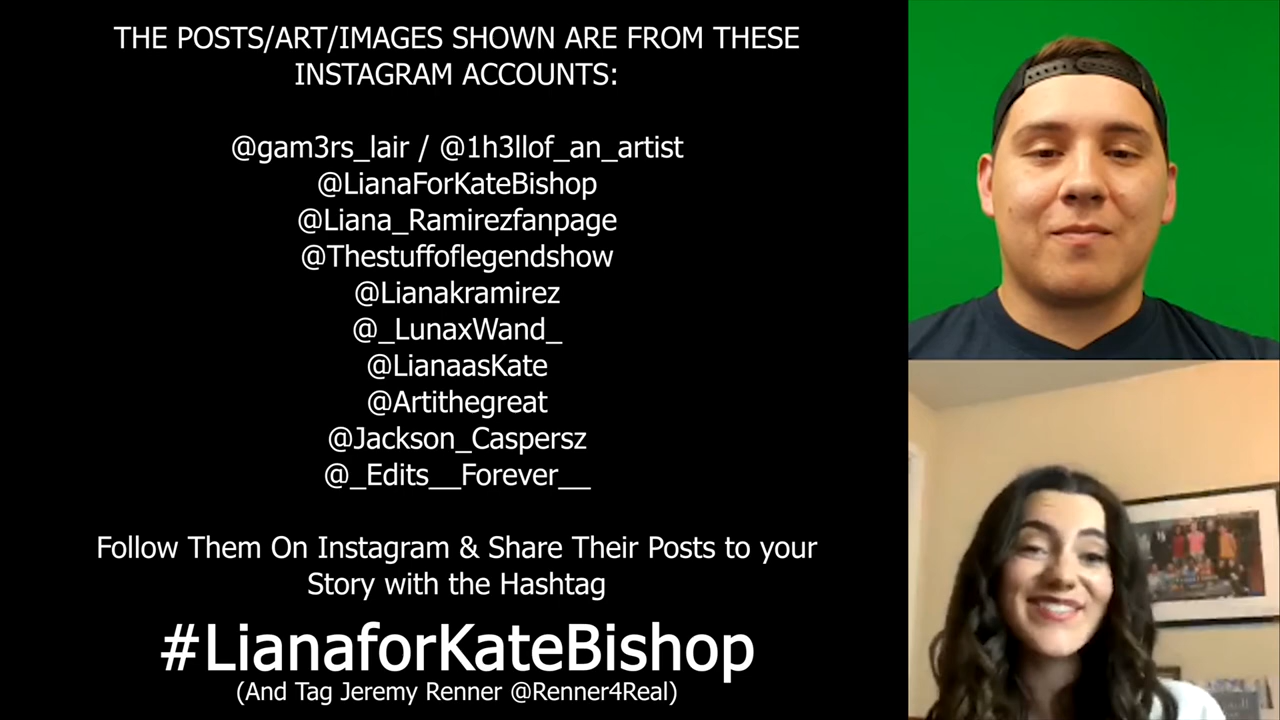 THE POSTS/ART/IMAGES SHOWN ARE FROM THESE
INSTAGRAM ACCOUNTS:
@gam3rs_lair / @1h3llof_an_artist
@LianaForKateBishop
@Liana_Ramirezfanpage
@Thestuffoflegendshow
@Lianakramirez
@_LunaxWand_
@LianaasKate
@Artithegreat
@Jackson_Caspersz
@_Edits__Forever__
Follow Them On Instagram & Share Their Posts to your
Story with the Hashtag
#LianaforKateBishop
(And Tag Jeremy Renner @Renner4Real)